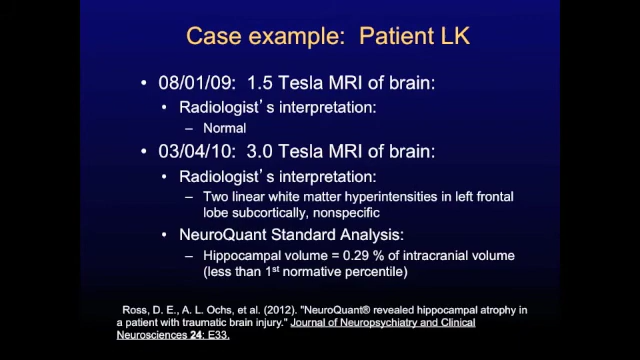 Case example:  Patient LK
• 08/01/09:  1.5 Tesla MRI of brain:
• Radiologist's interpretation:
– Normal
• 03/04/10:  3.0 Tesla MRI of brain:
• Radiologist's interpretation:
– Two linear white matter hyperintensities in left frontal
lobe subcortically, nonspecific
• NeuroQuant Standard Analysis:
– Hippocampal volume = 0.29 % of intracranial volume
(less than 1st normative percentile)
Ross, D. E., A. L. Ochs, et al. (2012). "NeuroQuant® revealed hippocampal atrophy in
a patient with traumatic brain injury." Journal of Neuropsychiatry and Clinical
Neurosciences 24: E33.